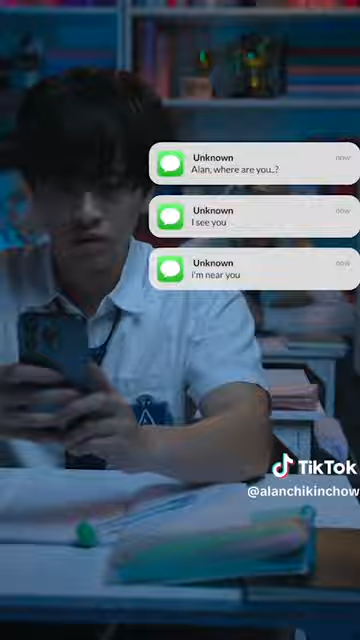 Unknown
now
Alan, where are you..?
Unknown
now
I see you
Unknown
now
i'm near you
TikTok
@alanchikinchow